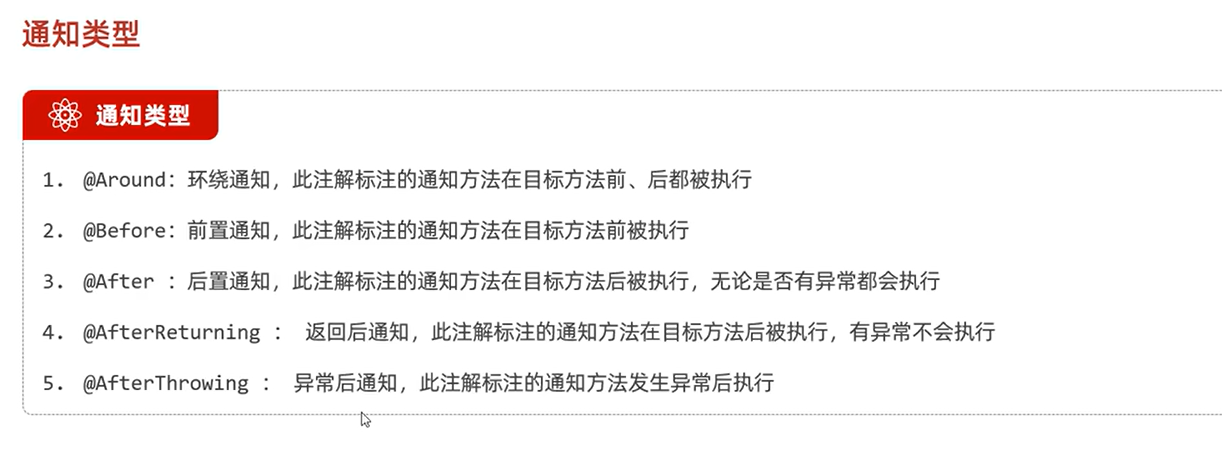 通知类型
通知类型
1. @Around：环绕通知，此注解标注的通知方法在目标方法前、后都被执行
2. @Before：前置通知，此注解标注的通知方法在目标方法前被执行
3. @After ：后置通知，此注解标注的通知方法在目标方法后被执行，无论是否有异常都会执行
4. @AfterReturning ： 返回后通知，此注解标注的通知方法在目标方法后被执行，有异常不会执行
5. @AfterThrowing ： 异常后通知，此注解标注的通知方法发生异常后执行